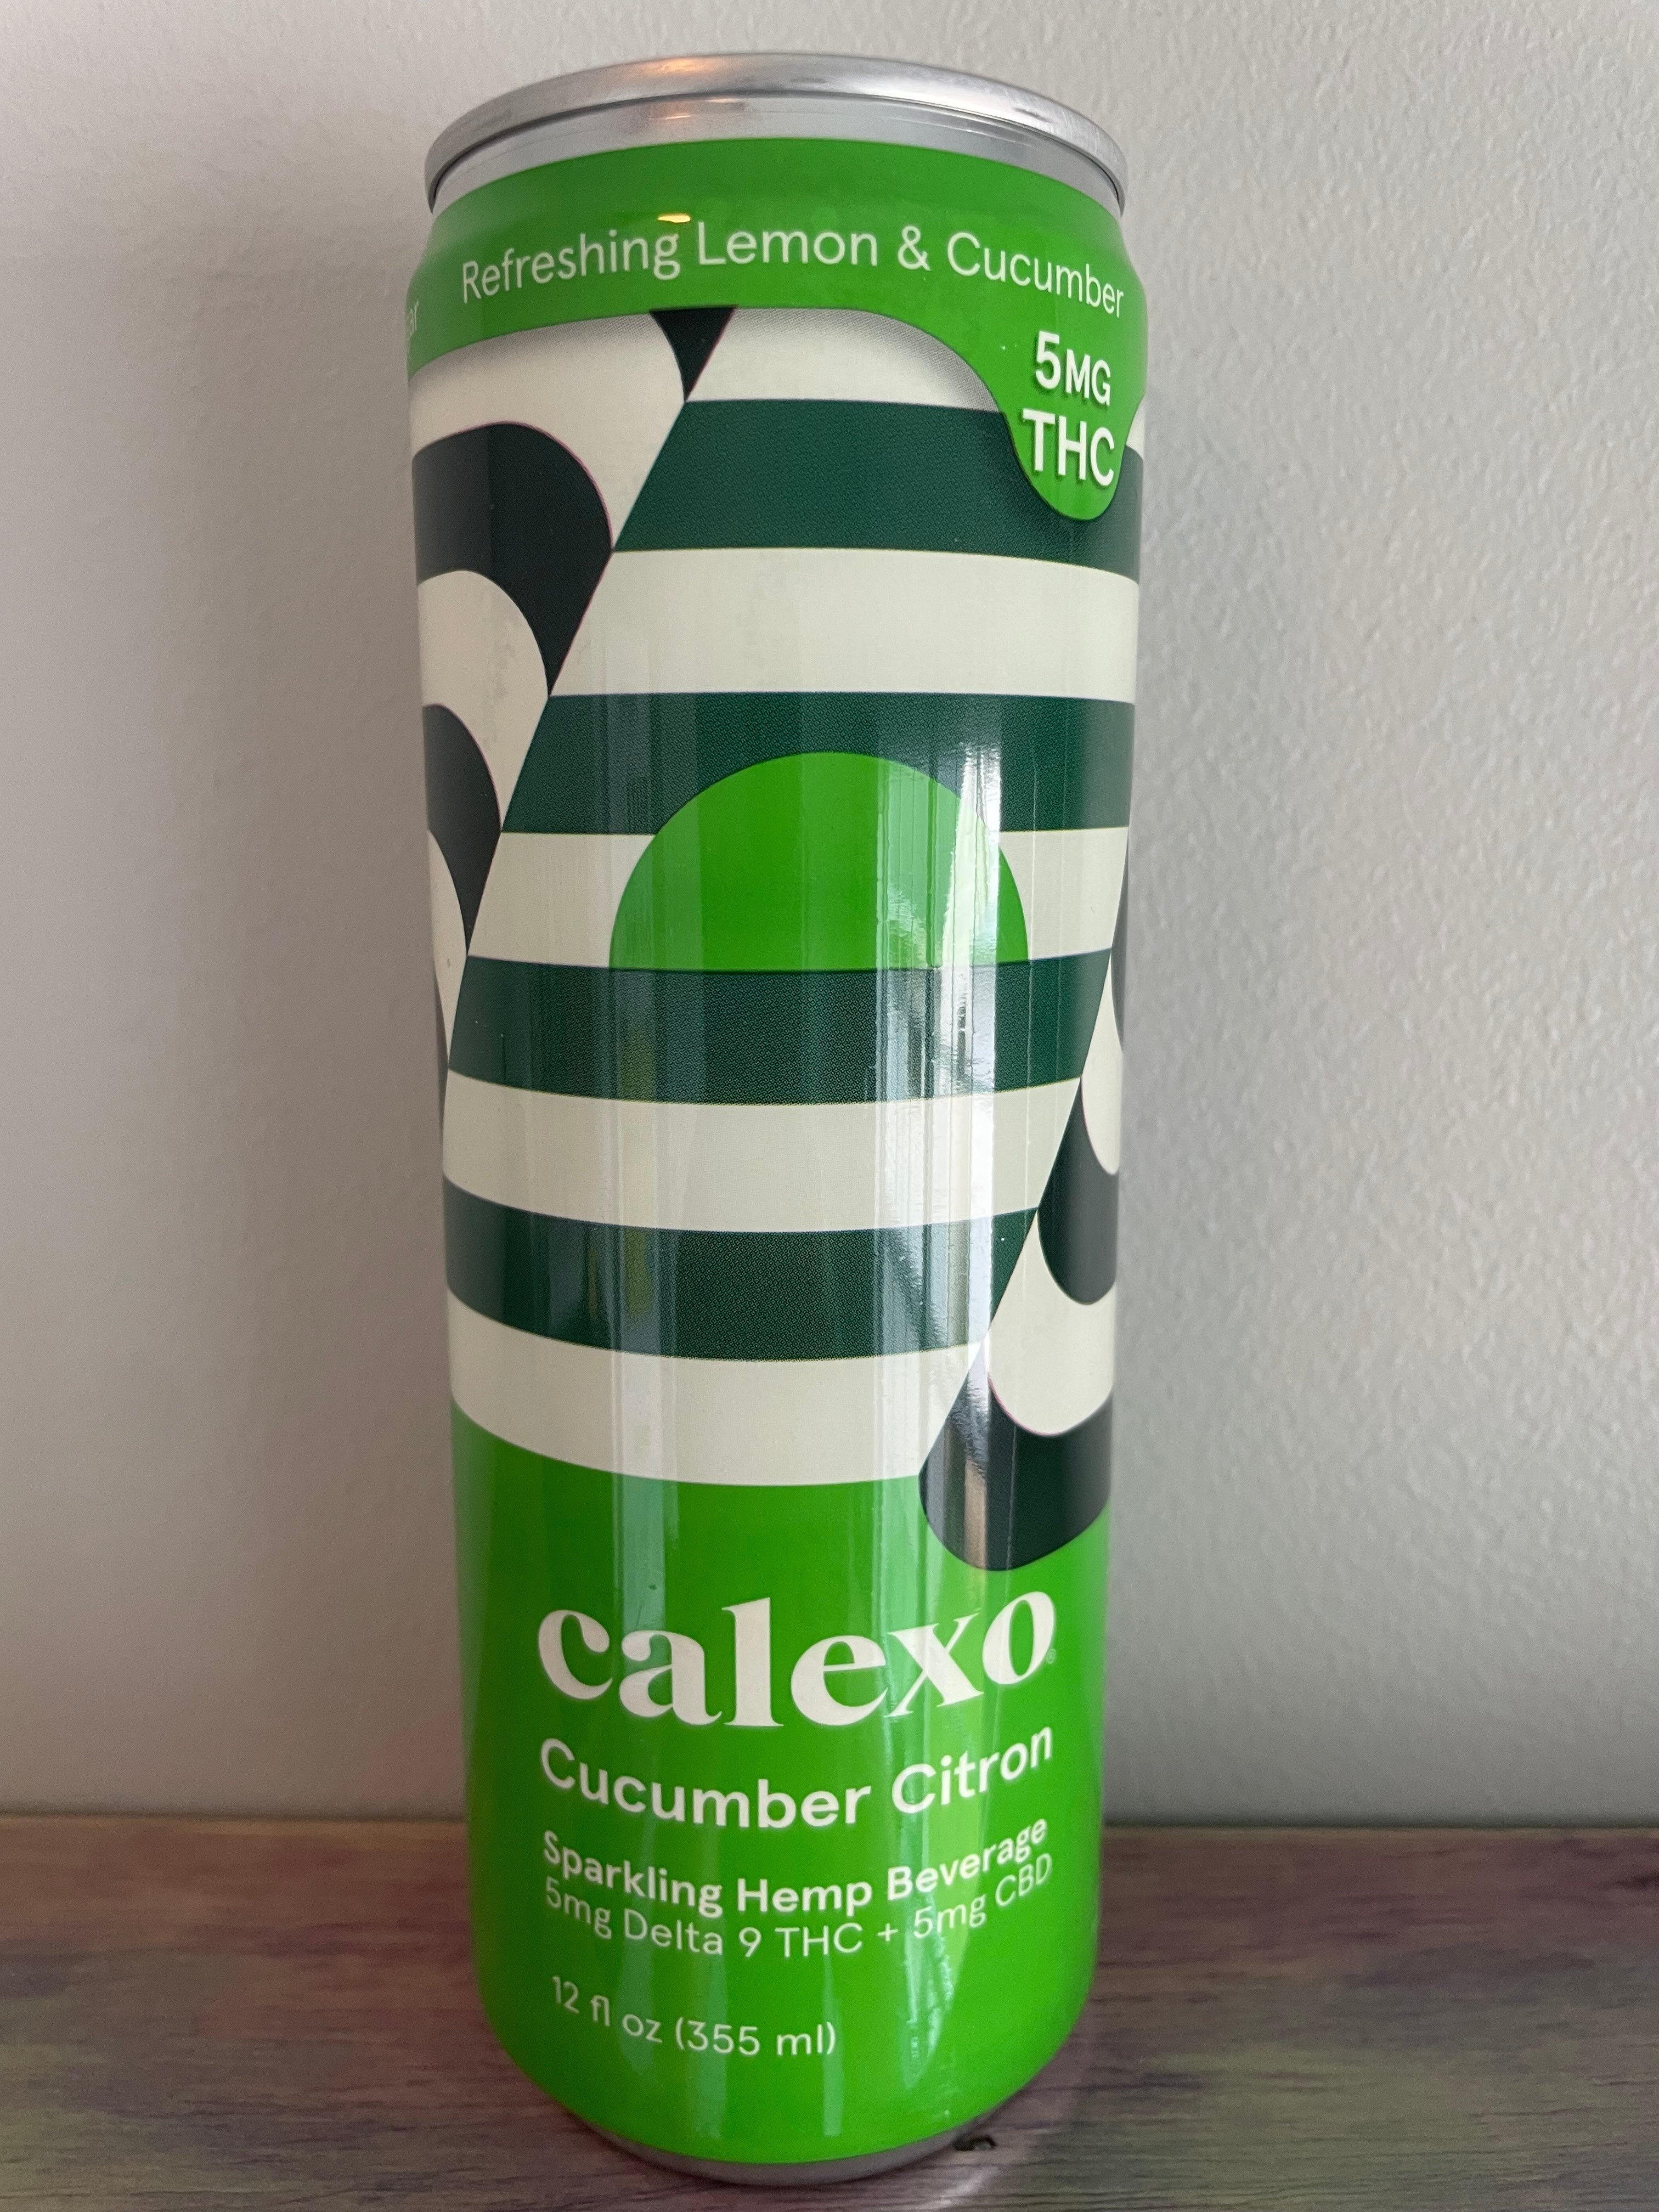 Refreshing Lemon & Cucumber
5MG
THC
calexo®
Cucumber Citron
Sparkling Hemp Beverage
5mg Delta 9 THC + 5mg CBD
12 fl oz (355 ml)